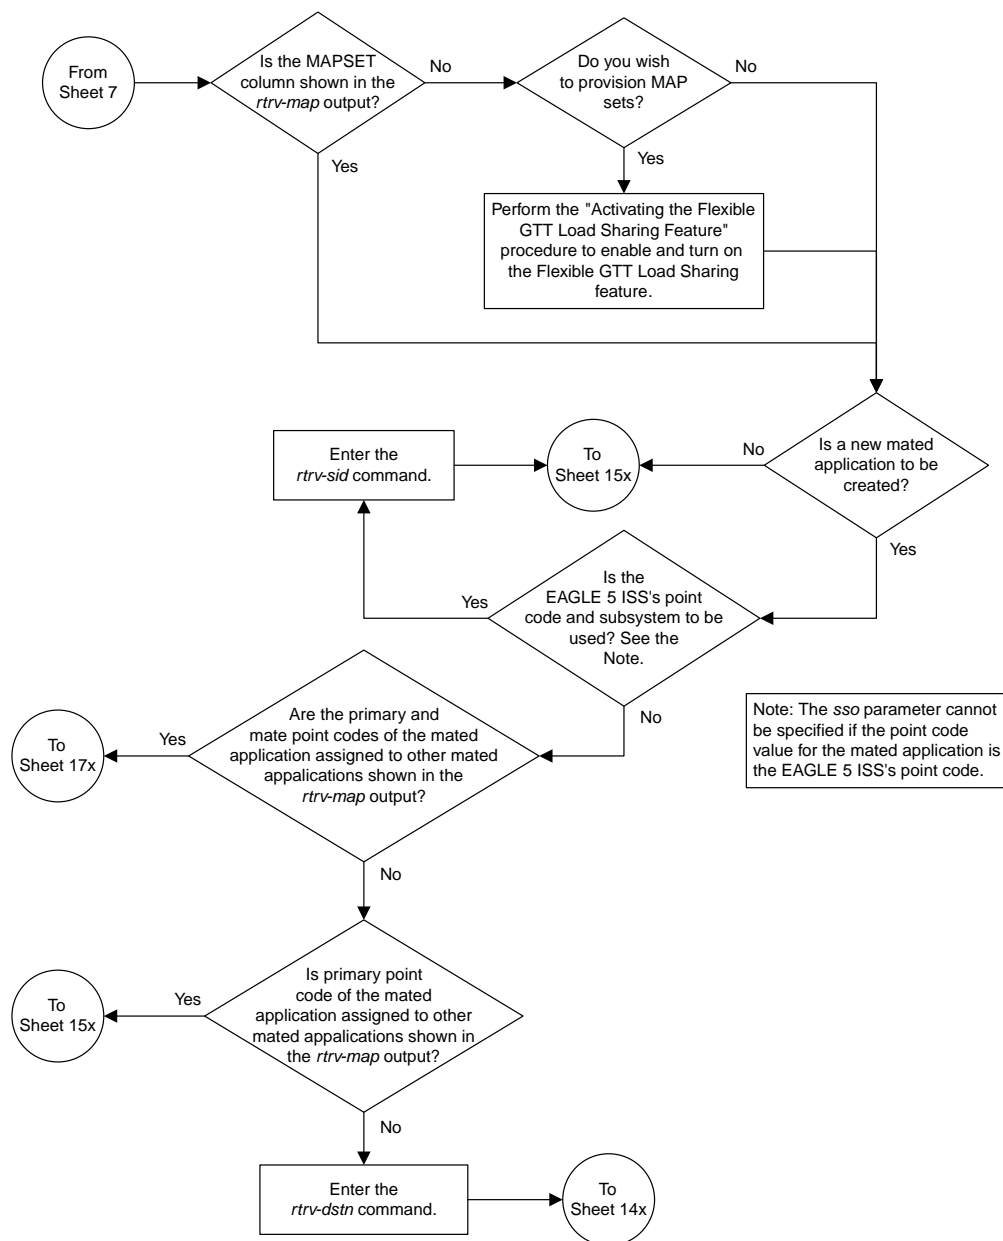 From
Sheet 7
Is the MAPSET
column shown in the
rtrv-map output?
No
Yes
Do you wish
to provision MAP
sets?
No
Yes
Perform the "Activating the Flexible
GTT Load Sharing Feature"
procedure to enable and turn on
the Flexible GTT Load Sharing
feature.
Enter the
rtrv-sid command.
To
Sheet 15x
No
Is a new mated
application to be
created?
Yes
Yes
Is the
EAGLE 5 ISS's point
code and subsystem to be
used? See the
Note.
No
Note: The sso parameter cannot
be specified if the point code
value for the mated application is
the EAGLE 5 ISS's point code.
To
Sheet 17x
Yes
Are the primary and
mate point codes of the mated
application assigned to other mated
appalications shown in the
rtrv-map output?
No
To
Sheet 15x
Yes
Is primary point
code of the mated
application assigned to other
mated appalications shown in
the rtrv-map output?
No
Enter the
rtrv-dstn command.
To
Sheet 14x